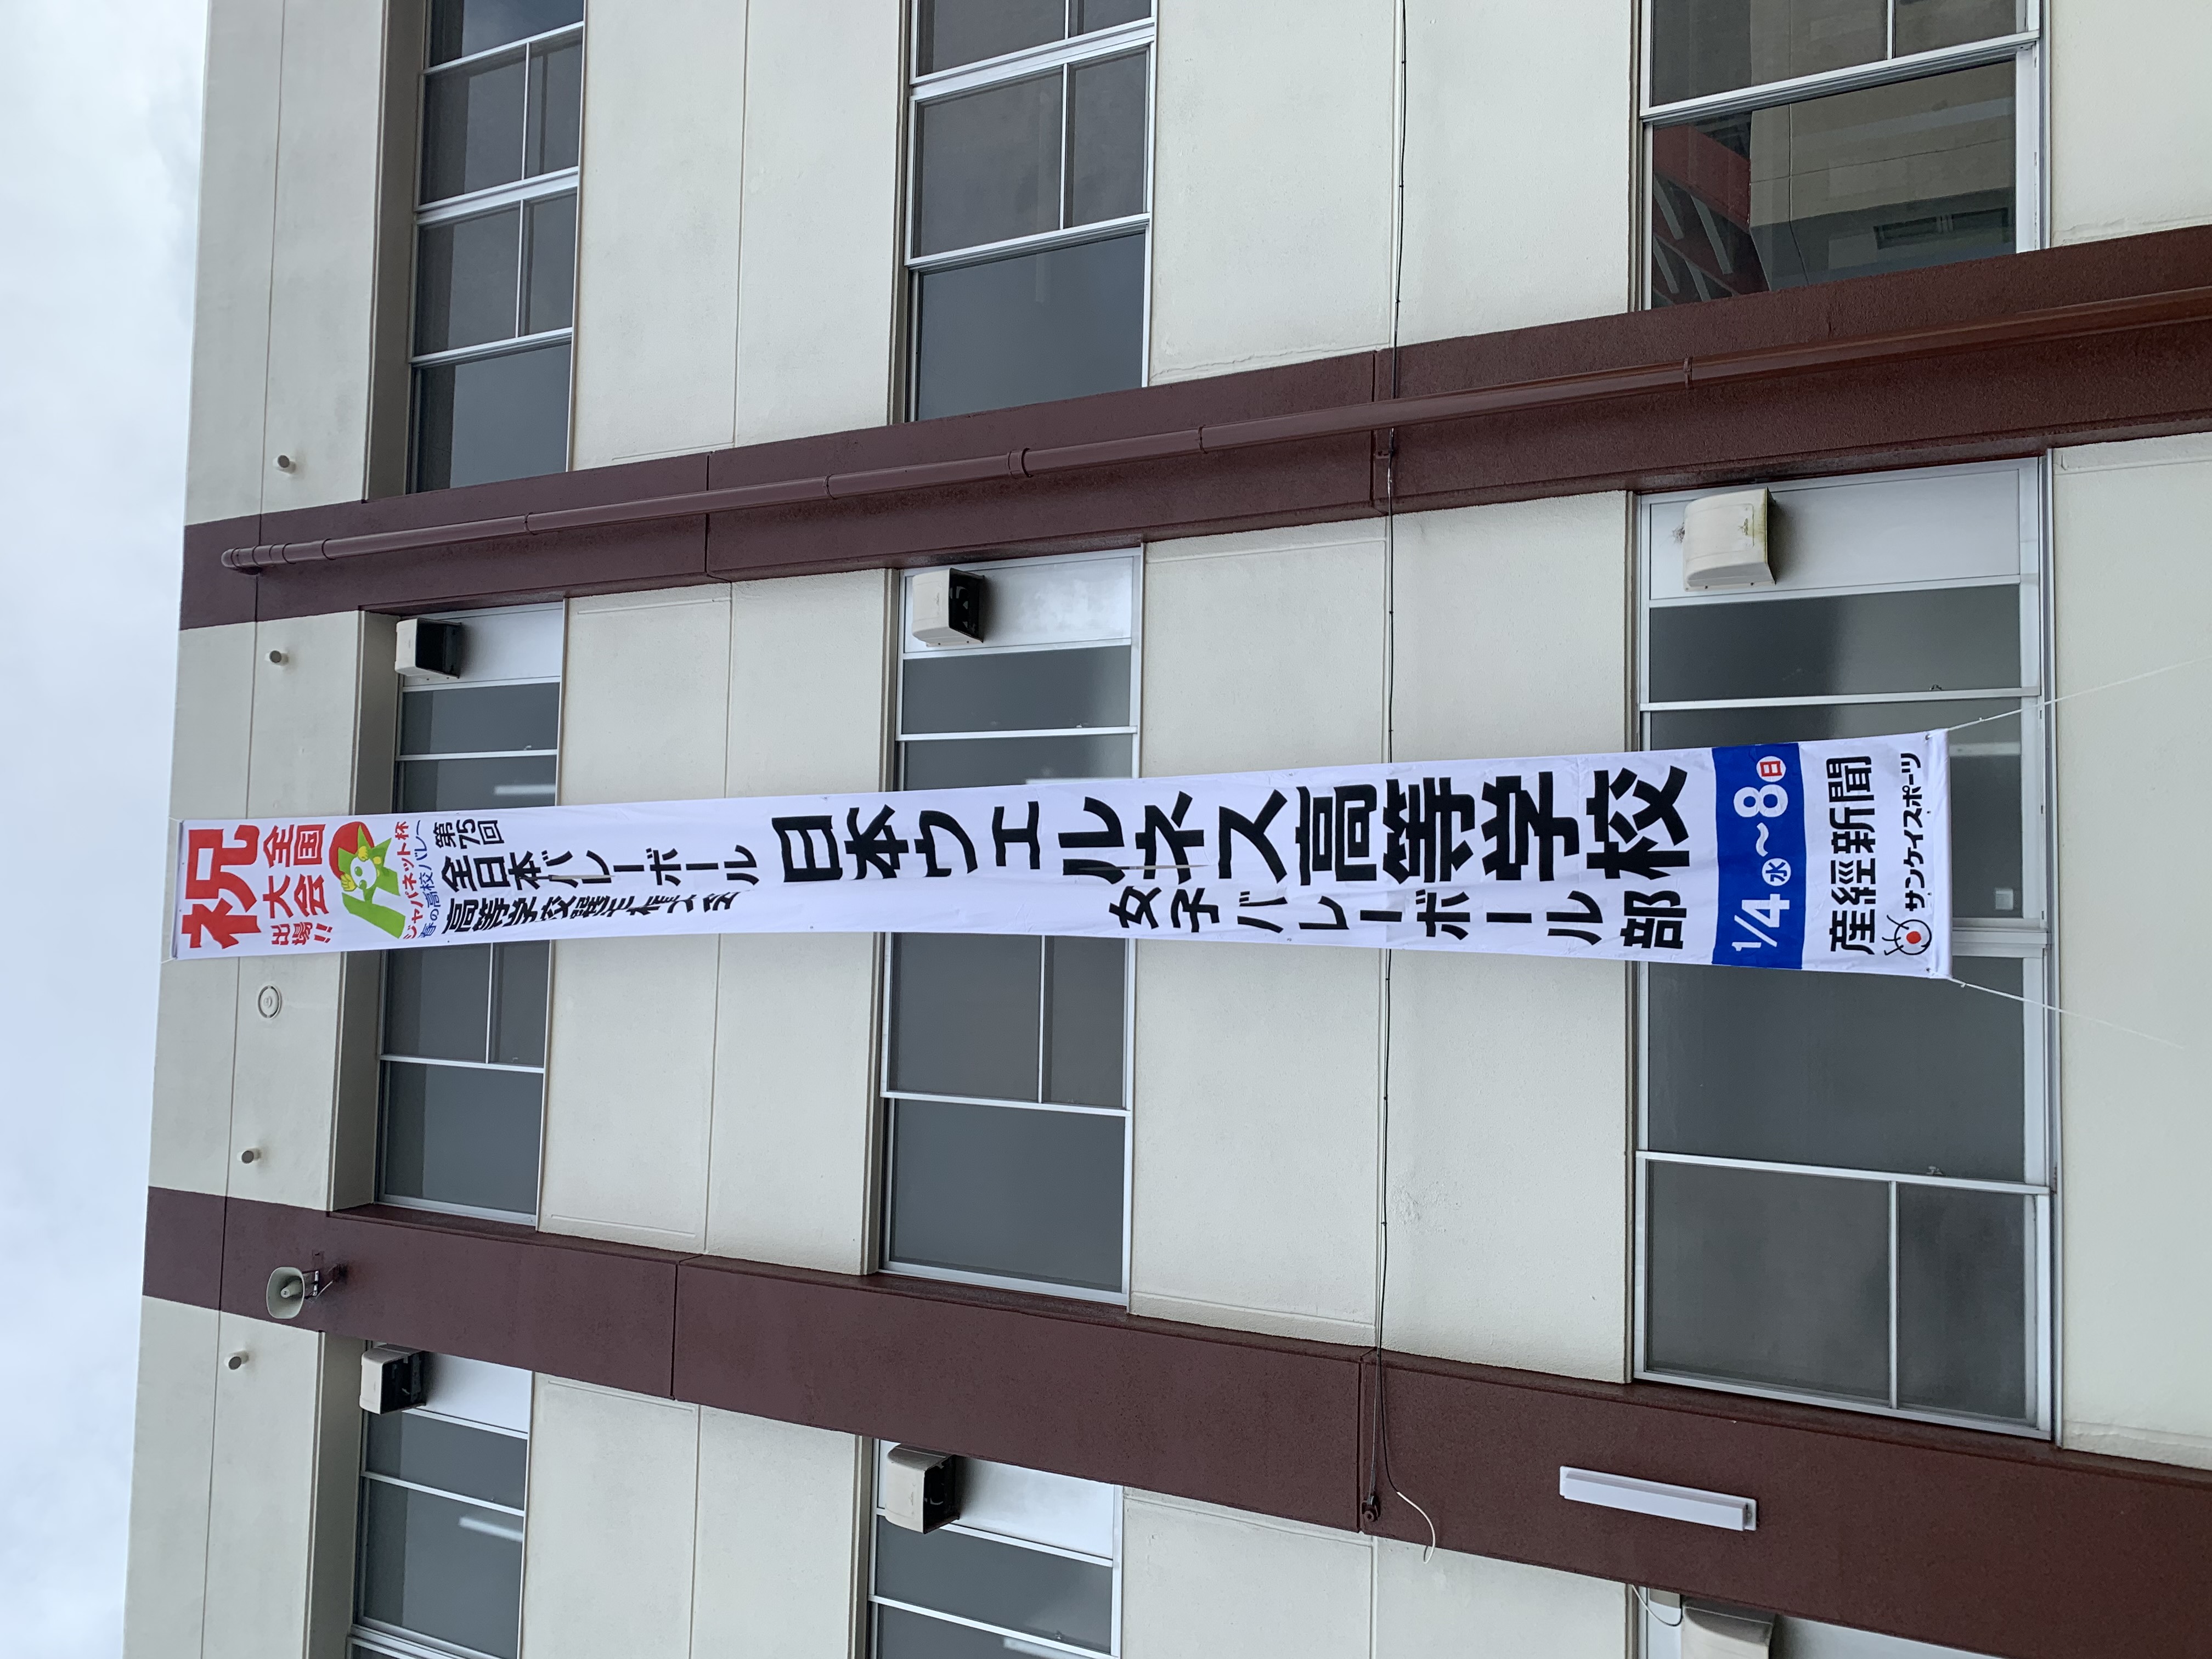 祝
全国
大会
出場!!
ジャパネット杯
春の高校バレー
第75回
全日本バレーボール
高等学校選手権大会
日本ウェルネス高等学校
女子バレーボール部
1/4水~8日
産經新聞
サンケイスポーツ